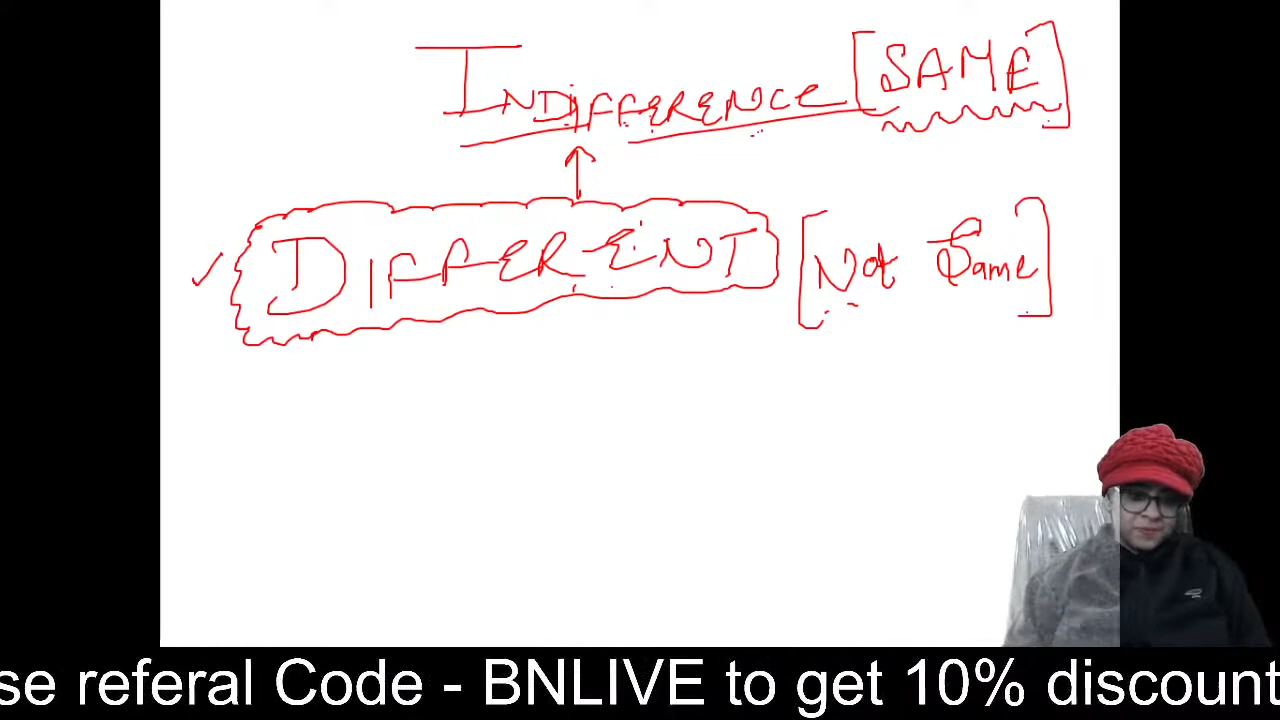 INDIFFERENCE [SAME]
DIFFERENT [Not Same]
se referal Code - BNLIVE to get 10% discount